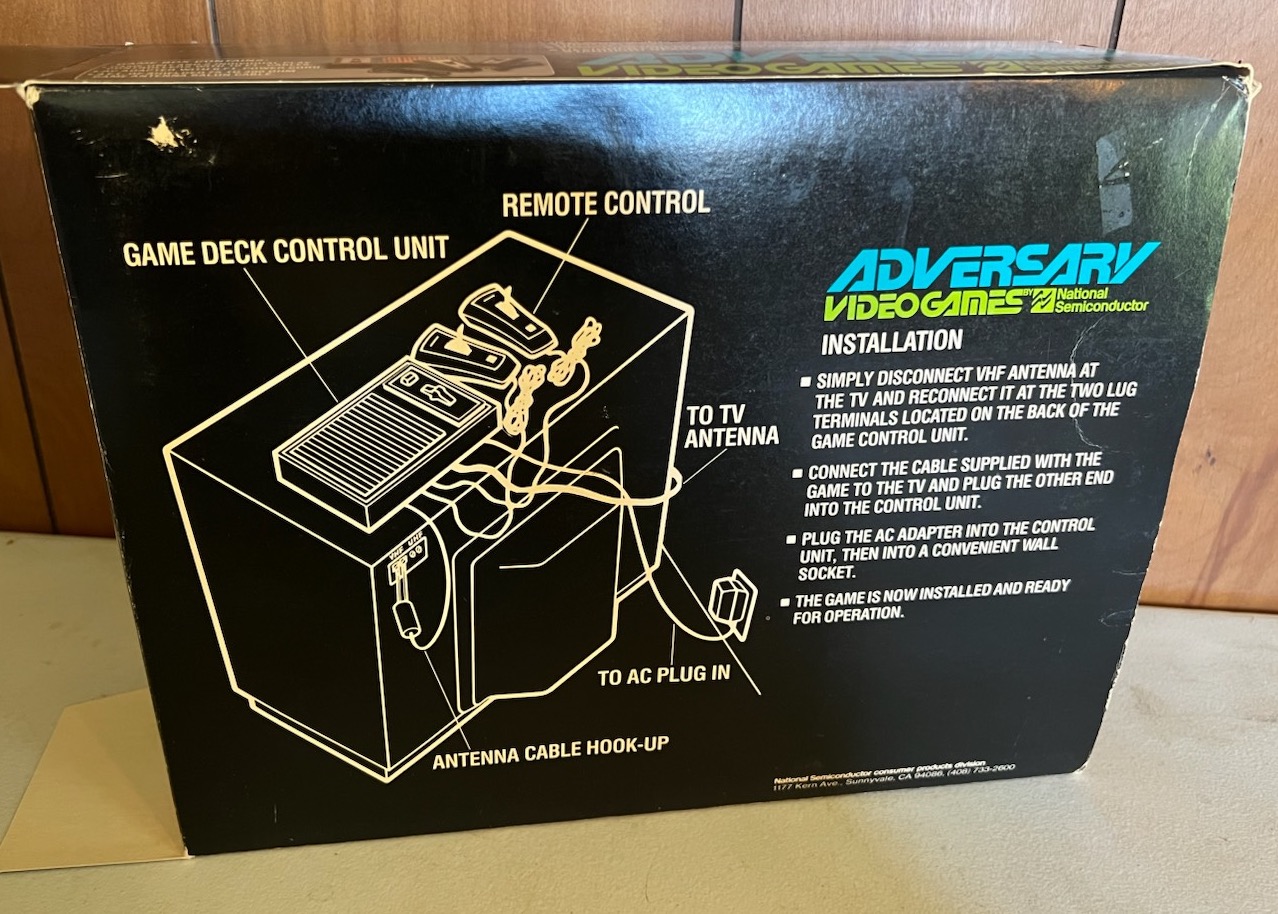 ADVERSARY
VIDEO GAMES
REMOTE CONTROL
GAME DECK CONTROL UNIT
ADVERSARY
VIDEO GAMES BY National
Semiconductor
INSTALLATION
■ SIMPLY DISCONNECT VHF ANTENNA AT
THE TV AND RECONNECT IT AT THE TWO LUG
TERMINALS LOCATED ON THE BACK OF THE
GAME CONTROL UNIT.
■ CONNECT THE CABLE SUPPLIED WITH THE
GAME TO THE TV AND PLUG THE OTHER END
INTO THE CONTROL UNIT.
■ PLUG THE AC ADAPTER INTO THE CONTROL
UNIT, THEN INTO A CONVENIENT WALL
SOCKET.
■ THE GAME IS NOW INSTALLED AND READY
FOR OPERATION.
TO TV
ANTENNA
VHF UHF
TO AC PLUG IN
ANTENNA CABLE HOOK-UP
National Semiconductor consumer products division
1177 Kern Ave., Sunnyvale, CA 94086, (408) 733-2600